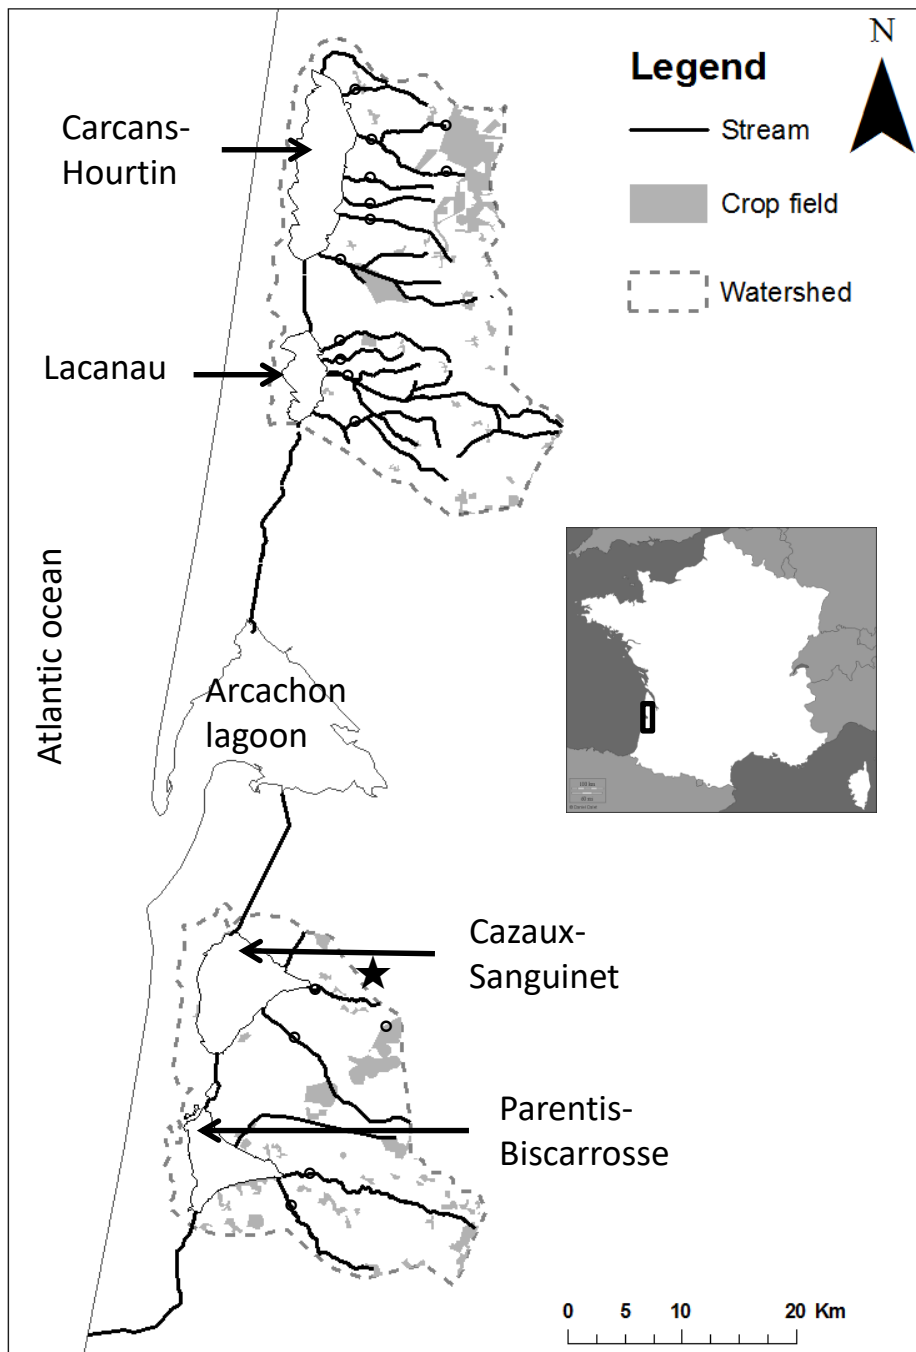 N
Legend
Stream
Crop field
Watershed
Carcans-
Hourtin
Lacanau
Atlantic ocean
Arcachon
lagoon
Cazaux-
Sanguinet
Parentis-
Biscarrosse
0 5 10 20 Km